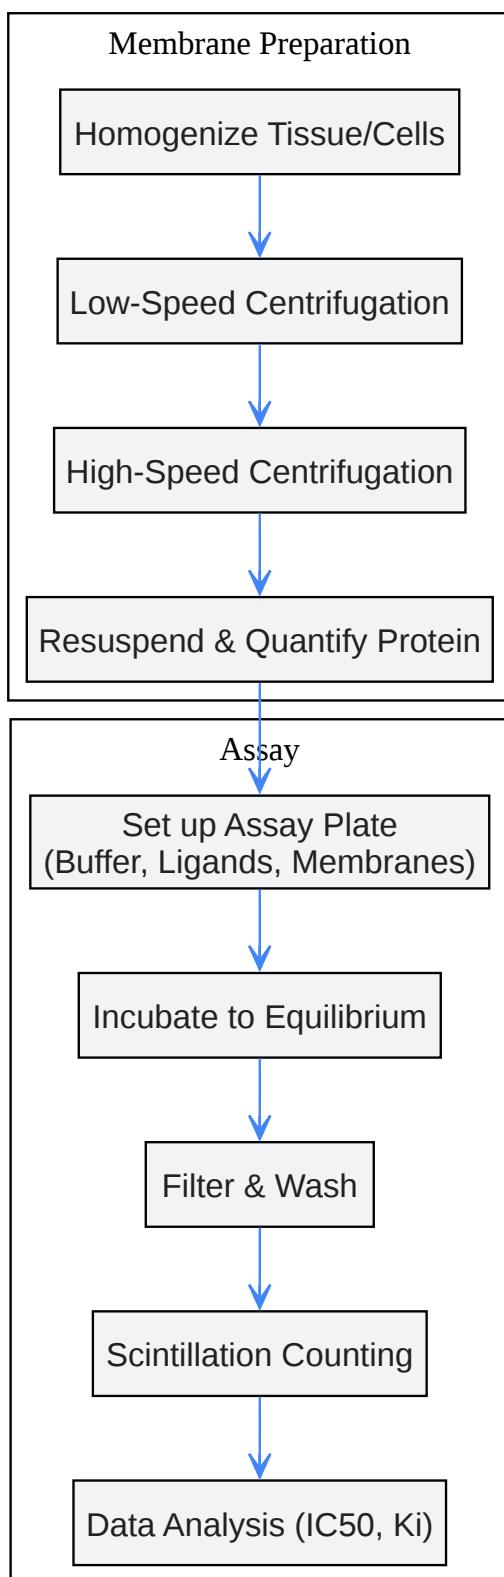 Membrane Preparation
Homogenize Tissue/Cells
Low-Speed Centrifugation
High-Speed Centrifugation
Resuspend & Quantify Protein
Assay
Set up Assay Plate
(Buffer, Ligands, Membranes)
Incubate to Equilibrium
Filter & Wash
Scintillation Counting
Data Analysis (IC50, Ki)